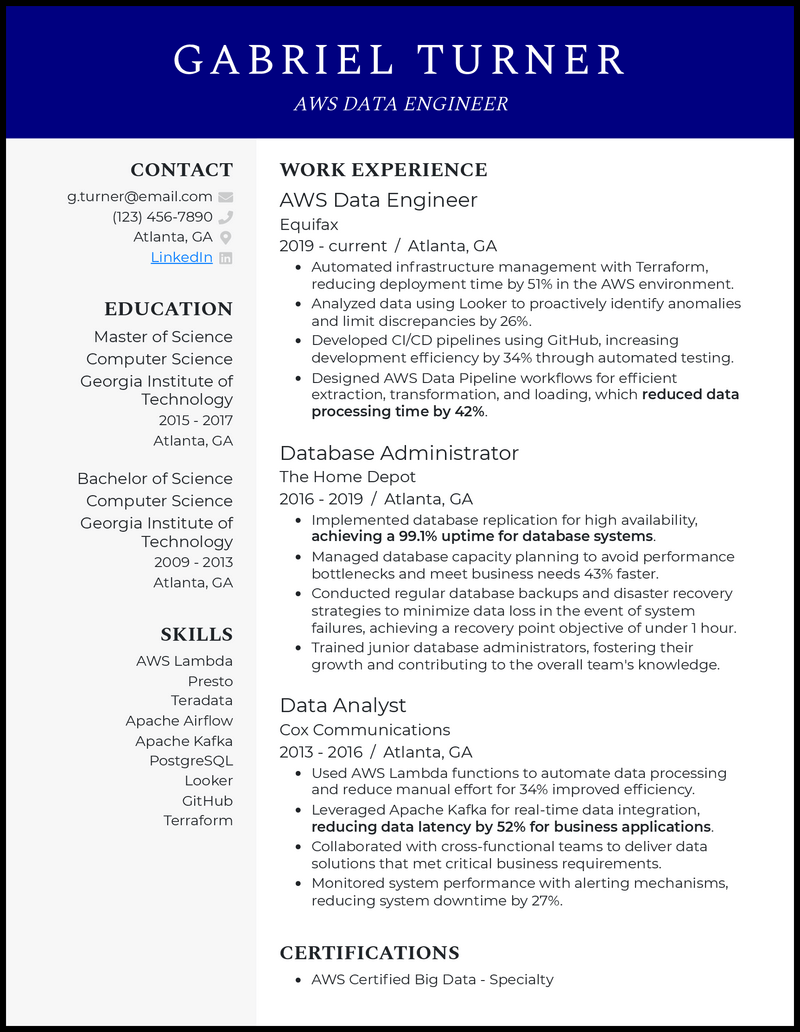 GABRIEL TURNER
AWS DATA ENGINEER
CONTACT
g.turner@email.com
(123) 456-7890
Atlanta, GA
LinkedIn
EDUCATION
Master of Science
Computer Science
Georgia Institute of
Technology
2015 - 2017
Atlanta, GA
Bachelor of Science
Computer Science
Georgia Institute of
Technology
2009 - 2013
Atlanta, GA
SKILLS
AWS Lambda
Presto
Teradata
Apache Airflow
Apache Kafka
PostgreSQL
Looker
GitHub
Terraform
WORK EXPERIENCE
AWS Data Engineer
Equifax
2019 - current / Atlanta, GA
• Automated infrastructure management with Terraform,
reducing deployment time by 51% in the AWS environment.
• Analyzed data using Looker to proactively identify anomalies
and limit discrepancies by 26%.
• Developed CI/CD pipelines using GitHub, increasing
development efficiency by 34% through automated testing.
• Designed AWS Data Pipeline workflows for efficient
extraction, transformation, and loading, which reduced data
processing time by 42%.
Database Administrator
The Home Depot
2016 - 2019 / Atlanta, GA
• Implemented database replication for high availability,
achieving a 99.1% uptime for database systems.
• Managed database capacity planning to avoid performance
bottlenecks and meet business needs 43% faster.
• Conducted regular database backups and disaster recovery
strategies to minimize data loss in the event of system
failures, achieving a recovery point objective of under 1 hour.
• Trained junior database administrators, fostering their
growth and contributing to the overall team's knowledge.
Data Analyst
Cox Communications
2013 - 2016 / Atlanta, GA
• Used AWS Lambda functions to automate data processing
and reduce manual effort for 34% improved efficiency.
• Leveraged Apache Kafka for real-time data integration,
reducing data latency by 52% for business applications.
• Collaborated with cross-functional teams to deliver data
solutions that met critical business requirements.
• Monitored system performance with alerting mechanisms,
reducing system downtime by 27%.
CERTIFICATIONS
• AWS Certified Big Data - Specialty